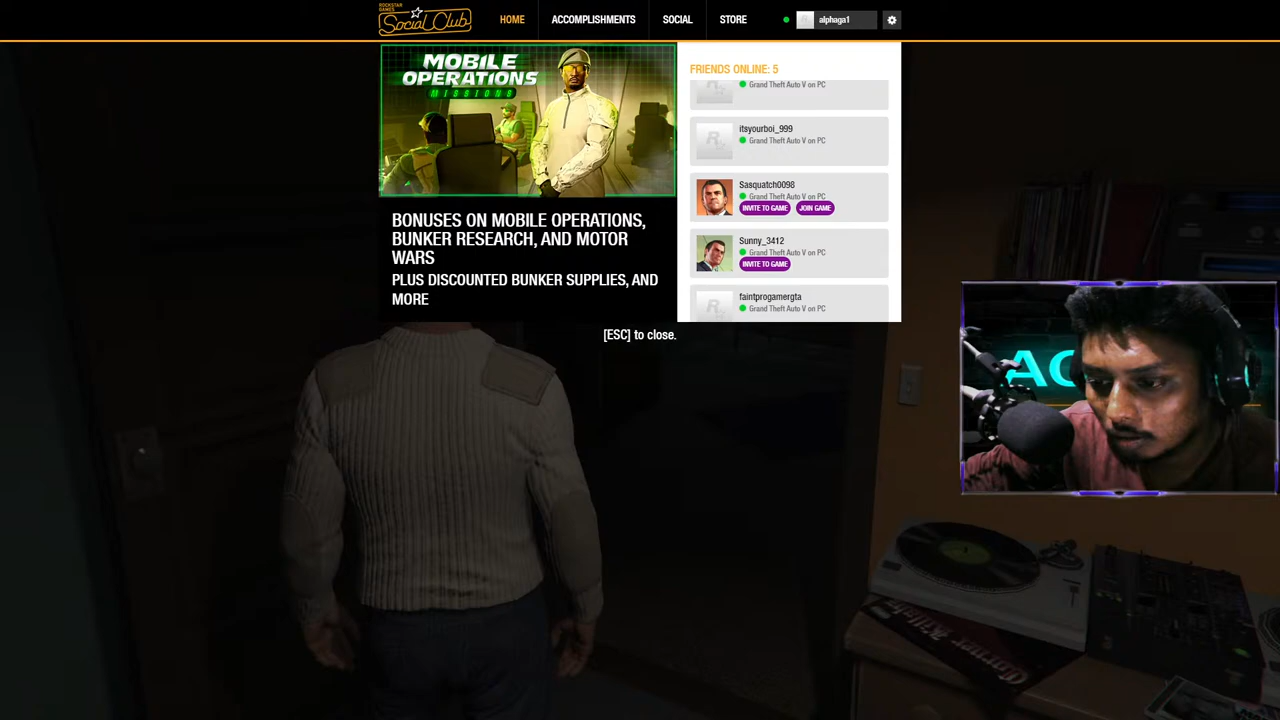 ROCKSTAR
GAMES
Social Club
HOME
ACCOMPLISHMENTS
SOCIAL
STORE
alphaga1
MOBILE
OPERATIONS
MISSIONS
BONUSES ON MOBILE OPERATIONS,
BUNKER RESEARCH, AND MOTOR
WARS
PLUS DISCOUNTED BUNKER SUPPLIES, AND
MORE
FRIENDS ONLINE: 5
Grand Theft Auto V on PC
itsyourboi_999
Grand Theft Auto V on PC
Sasquatch0098
Grand Theft Auto V on PC
INVITE TO GAME
JOIN GAME
Sunny_3412
Grand Theft Auto V on PC
INVITE TO GAME
faintprogamergta
Grand Theft Auto V on PC
[ESC] to close.